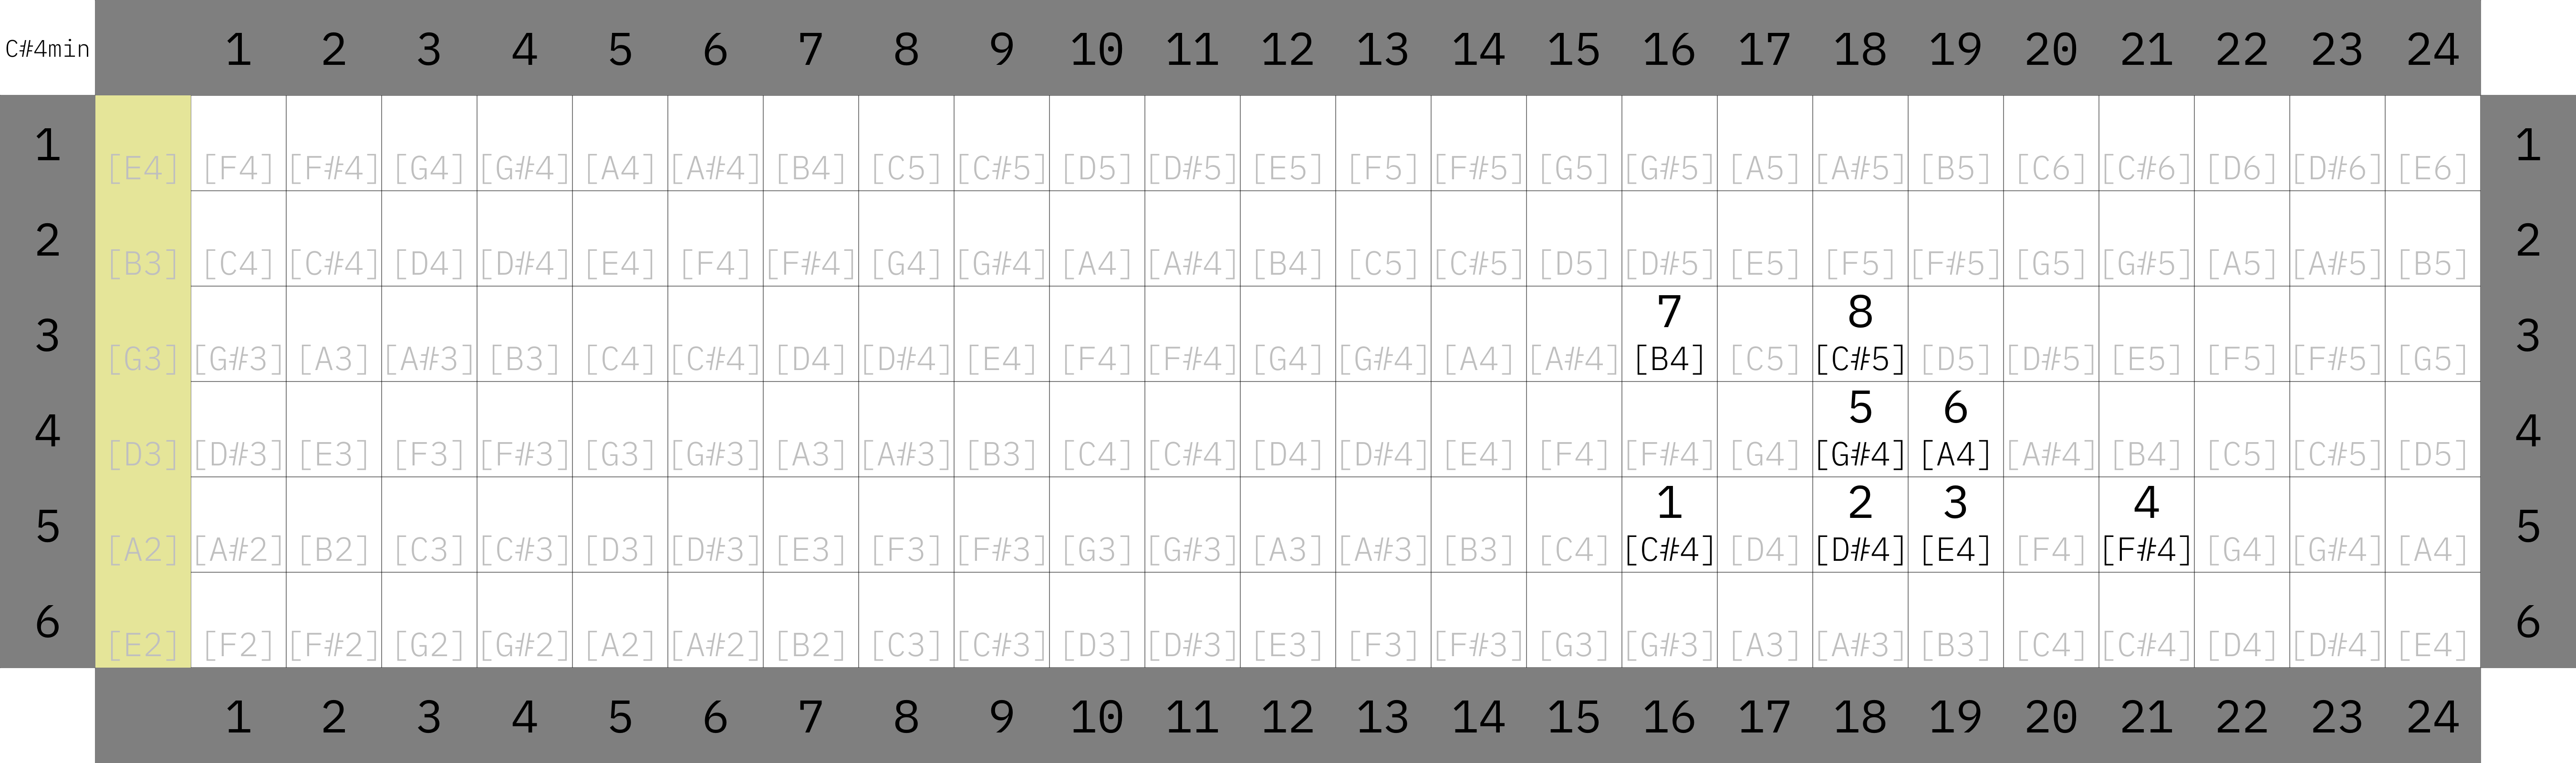 C#4min 1 2 3 4 5 6 7 8 9 10 11 12 13 14 15 16 17 18 19 20 21 22 23 24
1 [E4] [F4] [F#4] [G4] [G#4] [A4] [A#4] [B4] [C5] [C#5] [D5] [D#5] [E5] [F5] [F#5] [G5] [G#5] [A5] [A#5] [B5] [C6] [C#6] [D6] [D#6] [E6] 1
2 [B3] [C4] [C#4] [D4] [D#4] [E4] [F4] [F#4] [G4] [G#4] [A4] [A#4] [B4] [C5] [C#5] [D5] [D#5] [E5] [F5] [F#5] [G5] [G#5] [A5] [A#5] [B5] 2
7 8
3 [G3] [G#3] [A3] [A#3] [B3] [C4] [C#4] [D4] [D#4] [E4] [F4] [F#4] [G4] [G#4] [A4] [A#4] [B4] [C5] [C#5] [D5] [D#5] [E5] [F5] [F#5] [G5] 3
5 6
4 [D3] [D#3] [E3] [F3] [F#3] [G3] [G#3] [A3] [A#3] [B3] [C4] [C#4] [D4] [D#4] [E4] [F4] [F#4] [G4] [G#4] [A4] [A#4] [B4] [C5] [C#5] [D5] 4
1 2 3 4
5 [A2] [A#2] [B2] [C3] [C#3] [D3] [D#3] [E3] [F3] [F#3] [G3] [G#3] [A3] [A#3] [B3] [C4] [C#4] [D4] [D#4] [E4] [F4] [F#4] [G4] [G#4] [A4] 5
6 [E2] [F2] [F#2] [G2] [G#2] [A2] [A#2] [B2] [C3] [C#3] [D3] [D#3] [E3] [F3] [F#3] [G3] [G#3] [A3] [A#3] [B3] [C4] [C#4] [D4] [D#4] [E4] 6
1 2 3 4 5 6 7 8 9 10 11 12 13 14 15 16 17 18 19 20 21 22 23 24